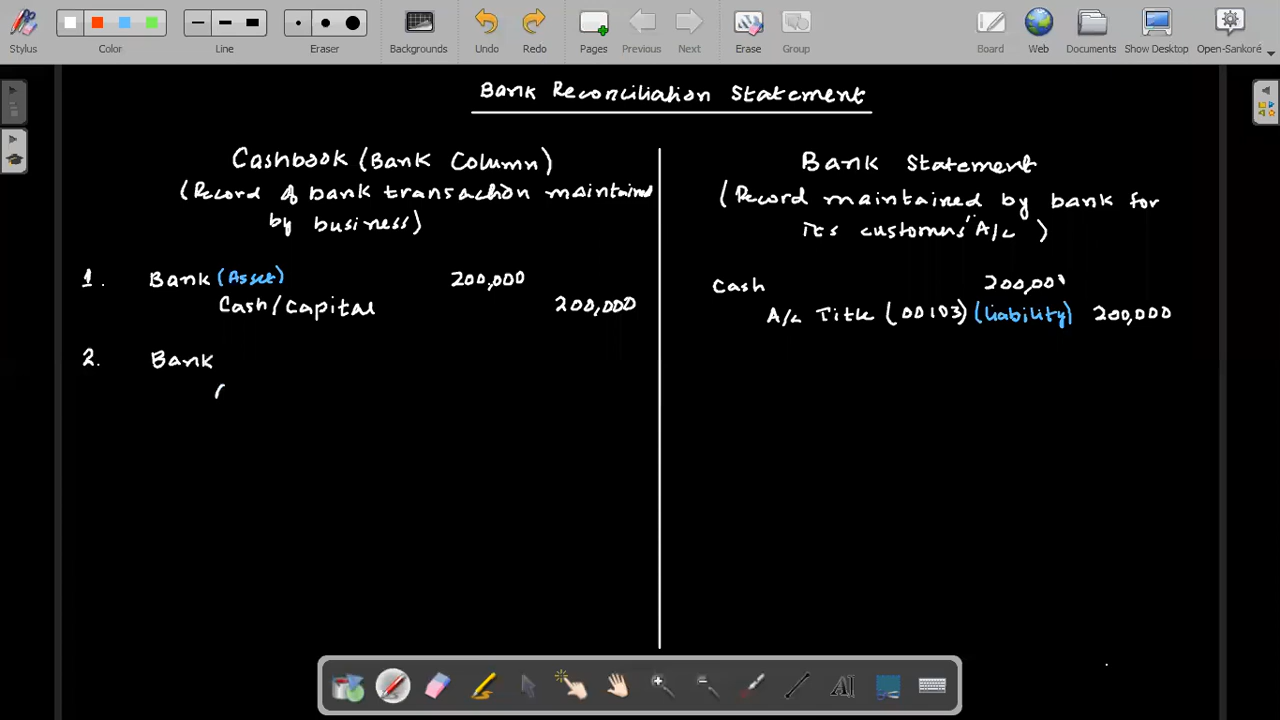 Stylus Color Line Eraser Backgrounds Undo Redo Pages Previous Next Erase Group Board Web Documents Show Desktop Open-Sankoré
Bank Reconciliation Statement
Cashbook (Bank Column)
(Record of bank transaction maintained
by business)
1. Bank (Asset) 200,000
Cash/Capital 200,000
2. Bank
(
Bank Statement
(Record maintained by bank for
its customers' A/c )
Cash 200,000
A/c Title (00103) (liability) 200,000
AI